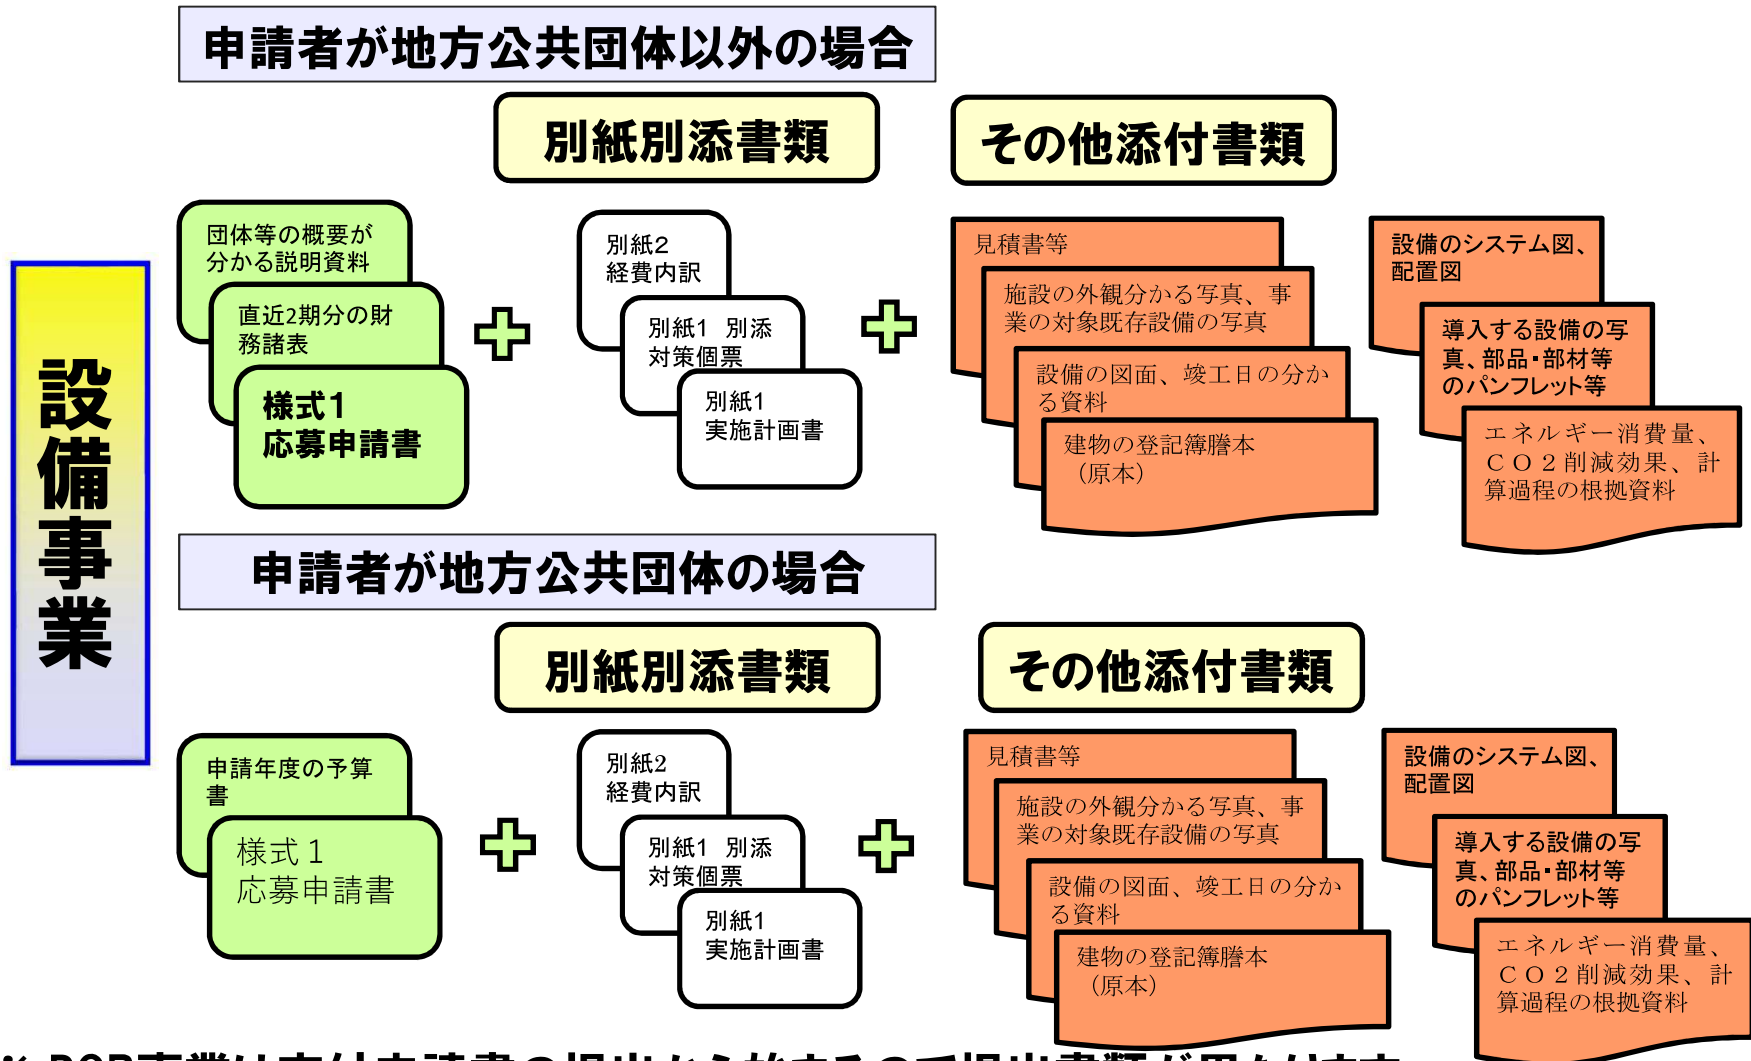 申請者が地方公共団体以外の場合
別紙別添書類
その他添付書類
設備事業
団体等の概要が
分かる説明資料
直近2期分の財
務諸表
様式1
応募申請書
別紙2
経費内訳
別紙1 別添
対策個票
別紙1
実施計画書
見積書等
施設の外観分かる写真、事
業の対象既存設備の写真
設備の図面、竣工日の分か
る資料
建物の登記簿謄本
（原本）
設備のシステム図、
配置図
導入する設備の写
真、部品・部材等
のパンフレット等
エネルギー消費量、
ＣＯ２削減効果、計
算過程の根拠資料
申請者が地方公共団体の場合
別紙別添書類
その他添付書類
申請年度の予算
書
様式１
応募申請書
別紙2
経費内訳
別紙1 別添
対策個票
別紙1
実施計画書
見積書等
施設の外観分かる写真、事
業の対象既存設備の写真
設備の図面、竣工日の分か
る資料
建物の登記簿謄本
（原本）
設備のシステム図、
配置図
導入する設備の写
真、部品・部材等
のパンフレット等
エネルギー消費量、
ＣＯ２削減効果、計
算過程の根拠資料